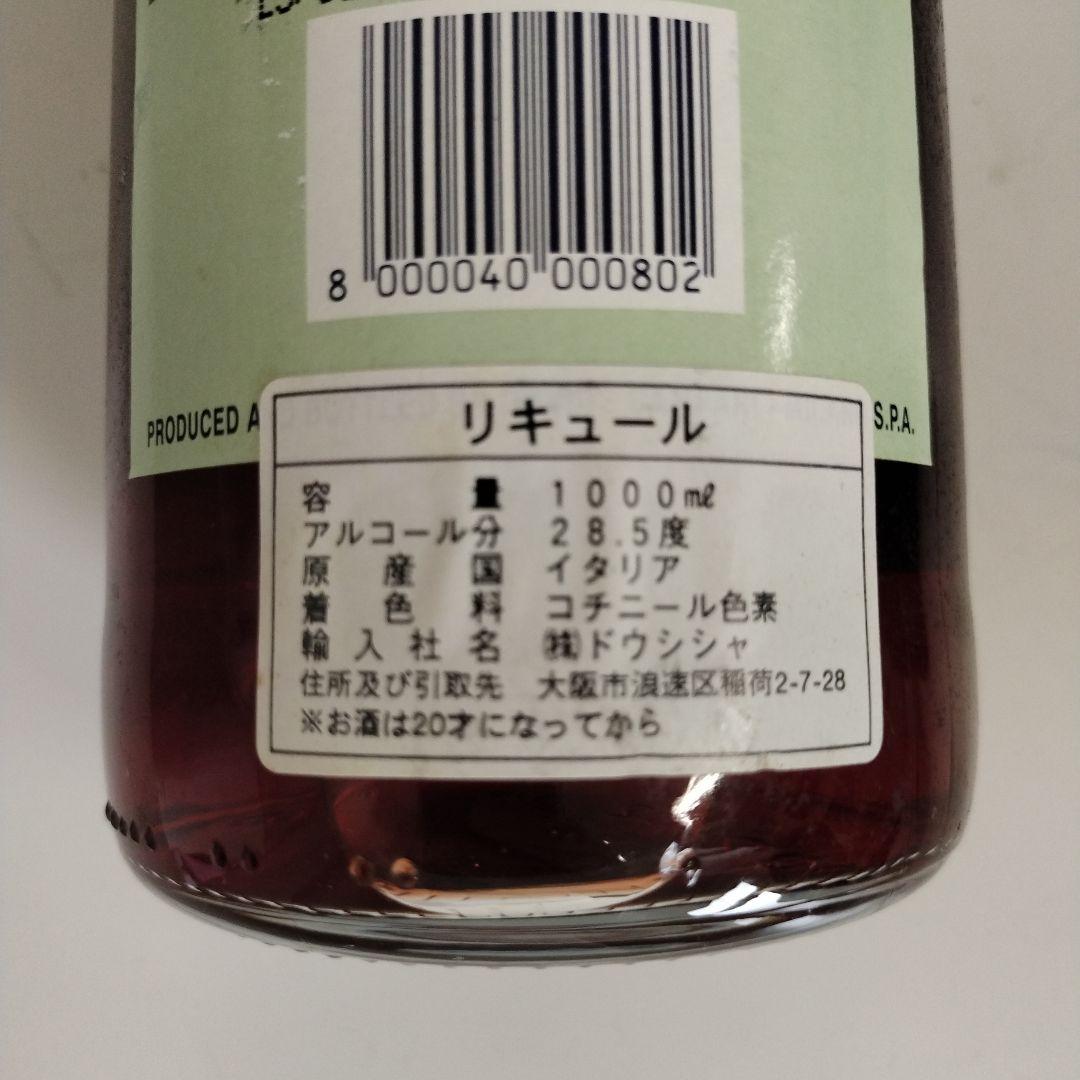 8 000040 000802
PRODUCED A
S.P.A.
リキュール
容量 1000㎖
アルコール分 28.5度
原産国 イタリア
着色料 コチニール色素
輸入社名 ㈱ドウシシャ
住所及び引取先 大阪市浪速区稲荷2-7-28
※お酒は20才になってから